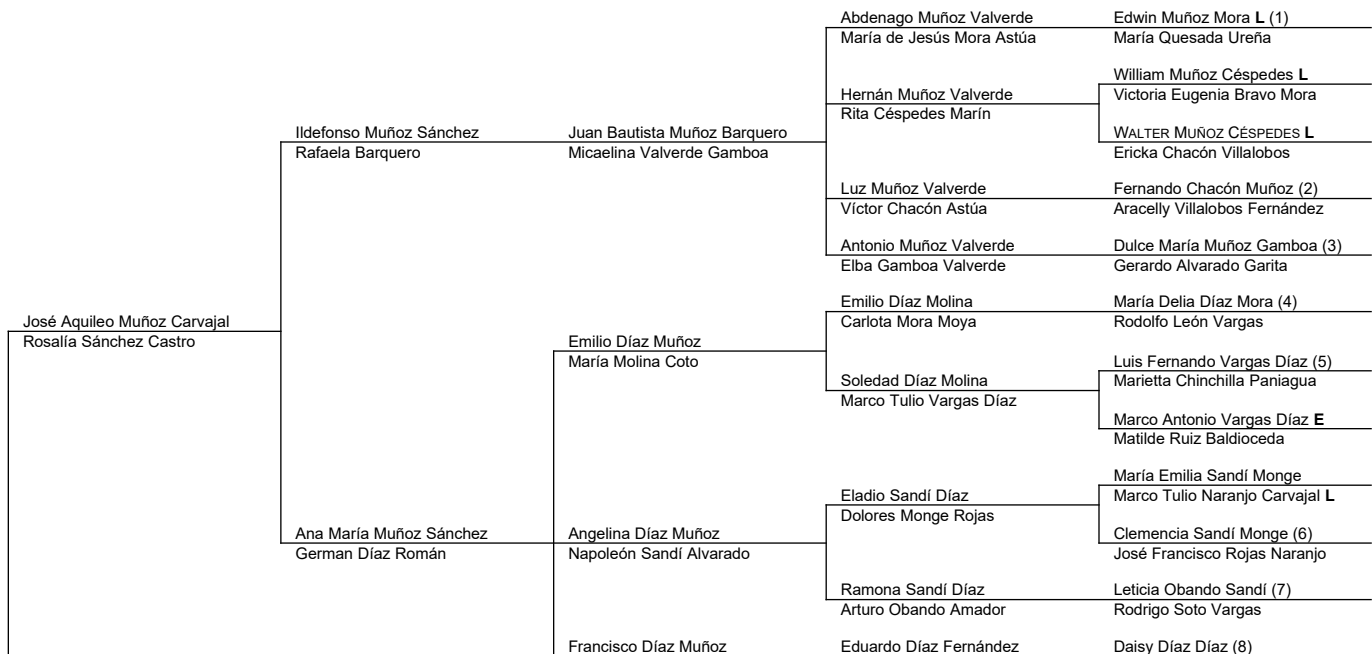 Abdenago Muñoz Valverde
María de Jesús Mora Astúa
Edwin Muñoz Mora L (1)
María Quesada Ureña
William Muñoz Céspedes L
Victoria Eugenia Bravo Mora
Hernán Muñoz Valverde
Rita Céspedes Marín
Ildefonso Muñoz Sánchez
Rafaela Barquero
Juan Bautista Muñoz Barquero
Micaelina Valverde Gamboa
WALTER MUÑOZ CÉSPEDES L
Ericka Chacón Villalobos
Luz Muñoz Valverde
Víctor Chacón Astúa
Fernando Chacón Muñoz (2)
Aracelly Villalobos Fernández
Antonio Muñoz Valverde
Elba Gamboa Valverde
Dulce María Muñoz Gamboa (3)
Gerardo Alvarado Garita
José Aquileo Muñoz Carvajal
Rosalía Sánchez Castro
Emilio Díaz Molina
Carlota Mora Moya
María Delia Díaz Mora (4)
Rodolfo León Vargas
Emilio Díaz Muñoz
María Molina Coto
Luis Fernando Vargas Díaz (5)
Marietta Chinchilla Paniagua
Soledad Díaz Molina
Marco Tulio Vargas Díaz
Marco Antonio Vargas Díaz E
Matilde Ruiz Baldioceda
María Emilia Sandí Monge
Marco Tulio Naranjo Carvajal L
Eladio Sandí Díaz
Dolores Monge Rojas
Ana María Muñoz Sánchez
German Díaz Román
Angelina Díaz Muñoz
Napoleón Sandí Alvarado
Clemencia Sandí Monge (6)
José Francisco Rojas Naranjo
Ramona Sandí Díaz
Arturo Obando Amador
Leticia Obando Sandí (7)
Rodrigo Soto Vargas
Francisco Díaz Muñoz
Eduardo Díaz Fernández
Daisy Díaz Díaz (8)